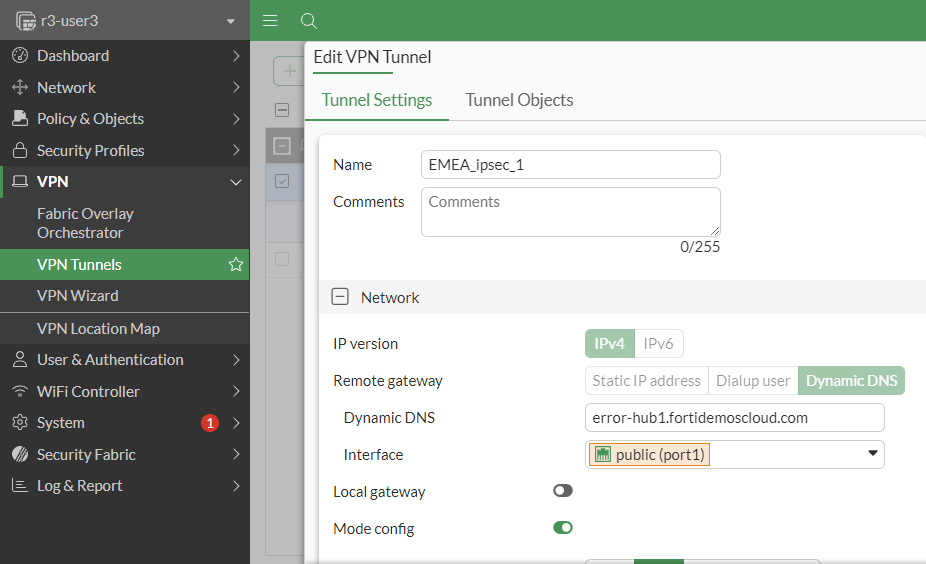 r3-user3
Dashboard
Network
Policy & Objects
Security Profiles
VPN
Fabric Overlay
Orchestrator
VPN Tunnels
VPN Wizard
VPN Location Map
User & Authentication
WiFi Controller
System 1
Security Fabric
Log & Report
Edit VPN Tunnel
Tunnel Settings Tunnel Objects
Name EMEA_ipsec_1
Comments Comments
0/255
Network
IP version IPv4 IPv6
Remote gateway Static IP address Dialup user Dynamic DNS
Dynamic DNS error-hub1.fortidemoscloud.com
Interface public (port1)
Local gateway
Mode config